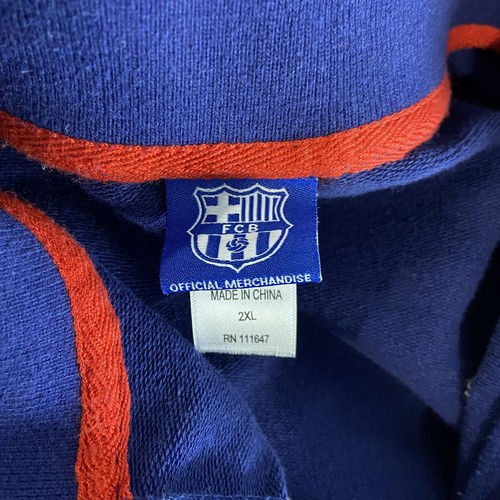 FCB
OFFICIAL MERCHANDISE
MADE IN CHINA
2XL
RN 111647